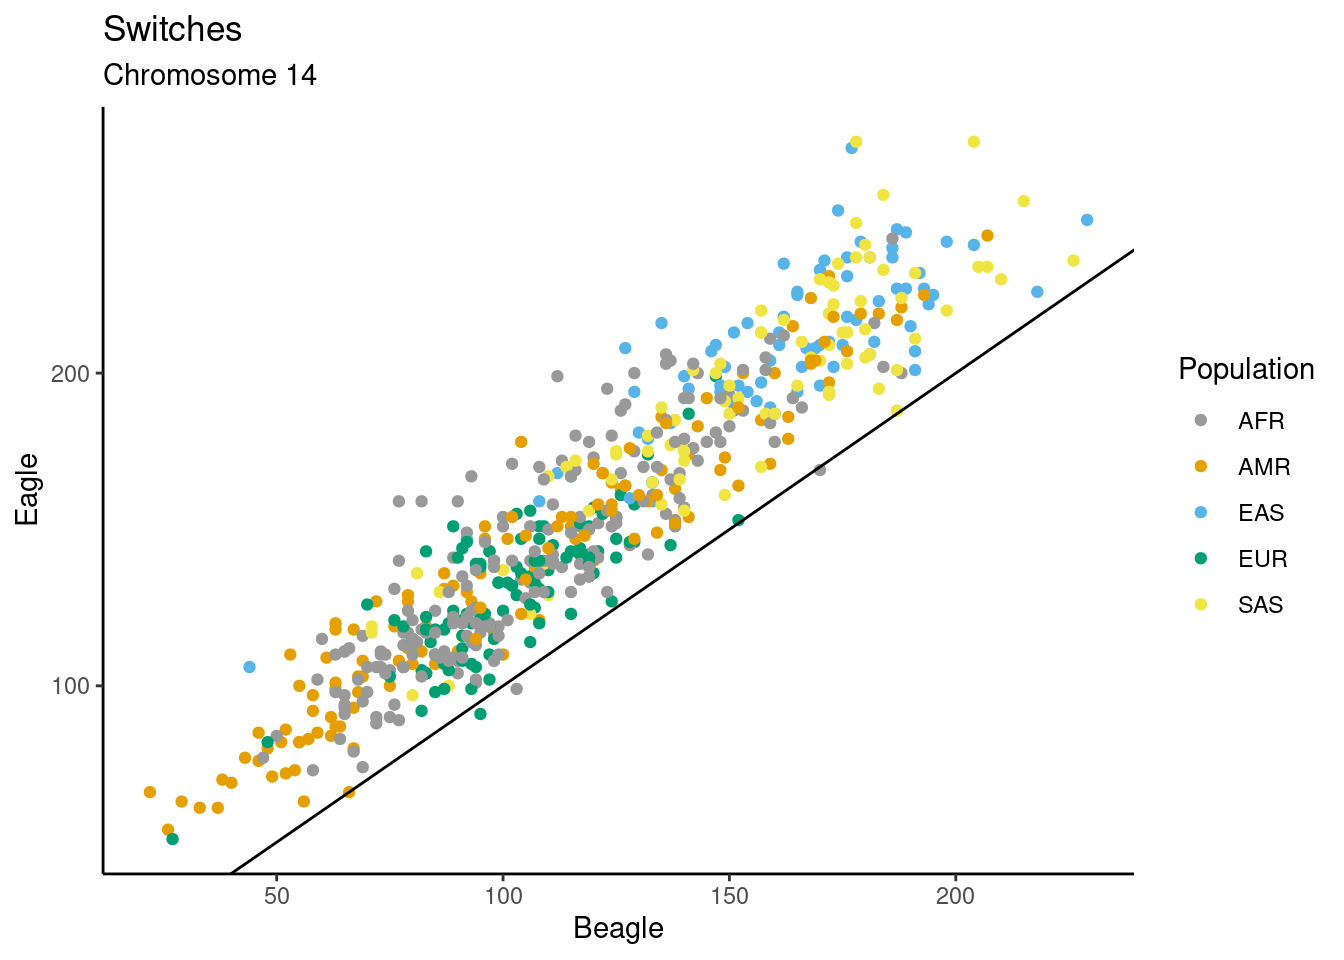 Switches
Chromosome 14
Eagle
200
100
50
100
150
200
Beagle
Population
AFR
AMR
EAS
EUR
SAS